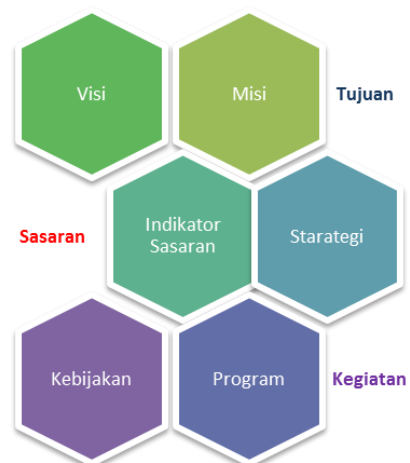 Visi
Misi
Tujuan
Sasaran
Indikator
Sasaran
Starategi
Kebijakan
Program
Kegiatan